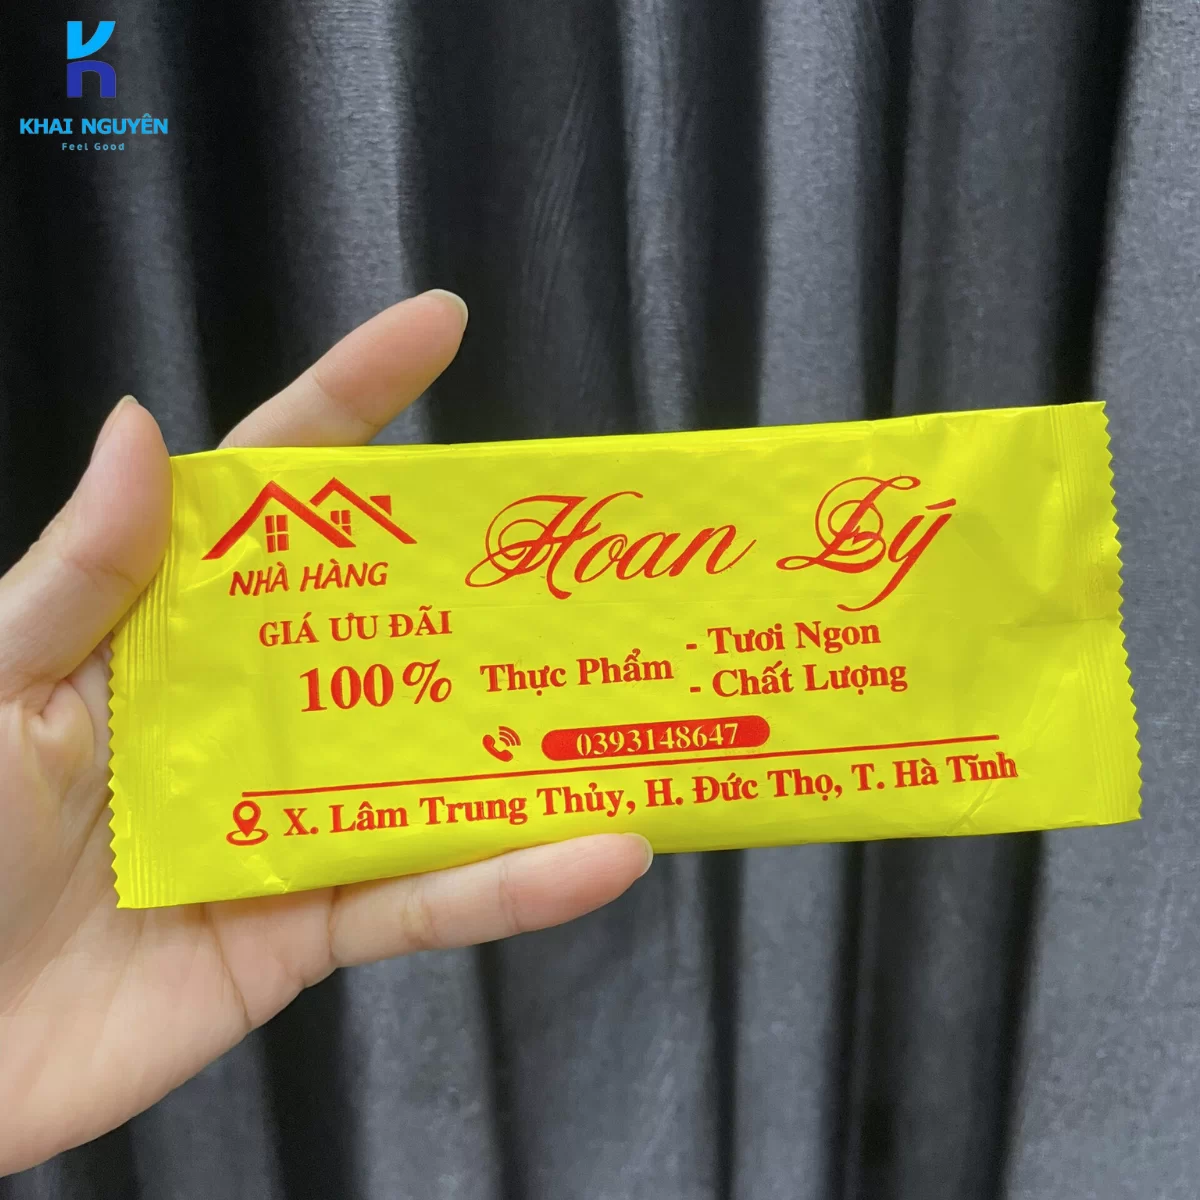 KHAI NGUYÊN
Feel Good
NHÀ HÀNG
Hoan Lý
GIÁ ƯU ĐÃI
100%
Thực Phẩm
- Tươi Ngon
- Chất Lượng
0393148647
X. Lâm Trung Thủy, H. Đức Thọ, T. Hà Tĩnh